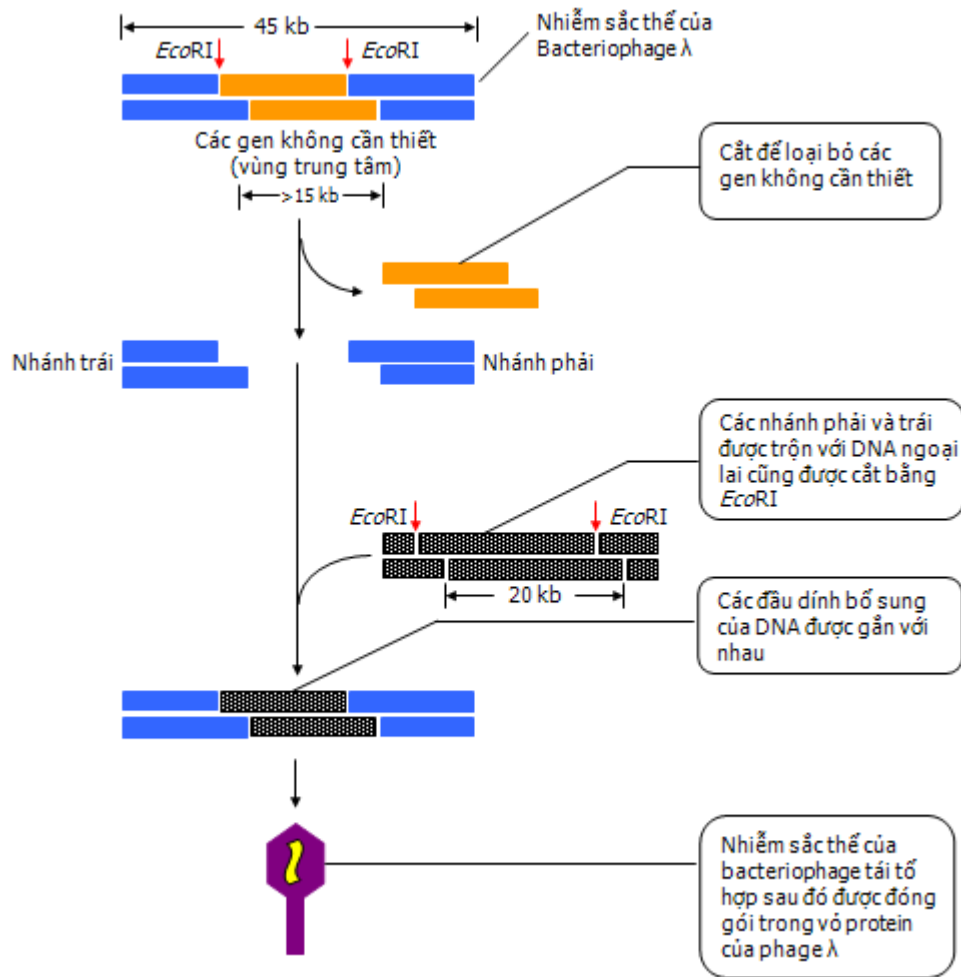 45 kb
EcoRI
EcoRI
Nhiễm sắc thể của
Bacteriophage λ
Các gen không cần thiết
(vùng trung tâm)
>15 kb
Cắt để loại bỏ các
gen không cần thiết
Nhánh trái
Nhánh phải
Các nhánh phải và trái
được trộn với DNA ngoại
lai cũng được cắt bằng
EcoRI
EcoRI
EcoRI
20 kb
Các đầu dính bổ sung
của DNA được gắn với
nhau
Nhiễm sắc thể của
bacteriophage tái tổ
hợp sau đó được đóng
gói trong vỏ protein
của phage λ